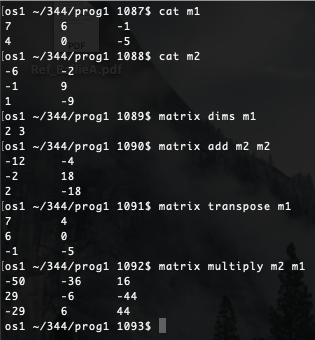 [os1 ~/344/prog1 1087$ cat m1
7 6 -1
4 0 -5
[os1 ~/344/prog1 1088$ cat m2
-6 -2
-1 9
1 -9
[os1 ~/344/prog1 1089$ matrix dims m1
2 3
[os1 ~/344/prog1 1090$ matrix add m2 m2
-12 -4
-2 18
2 -18
[os1 ~/344/prog1 1091$ matrix transpose m1
7 4
6 0
-1 -5
[os1 ~/344/prog1 1092$ matrix multiply m2 m1
-50 -36 16
29 -6 -44
-29 6 44
os1 ~/344/prog1 1093$